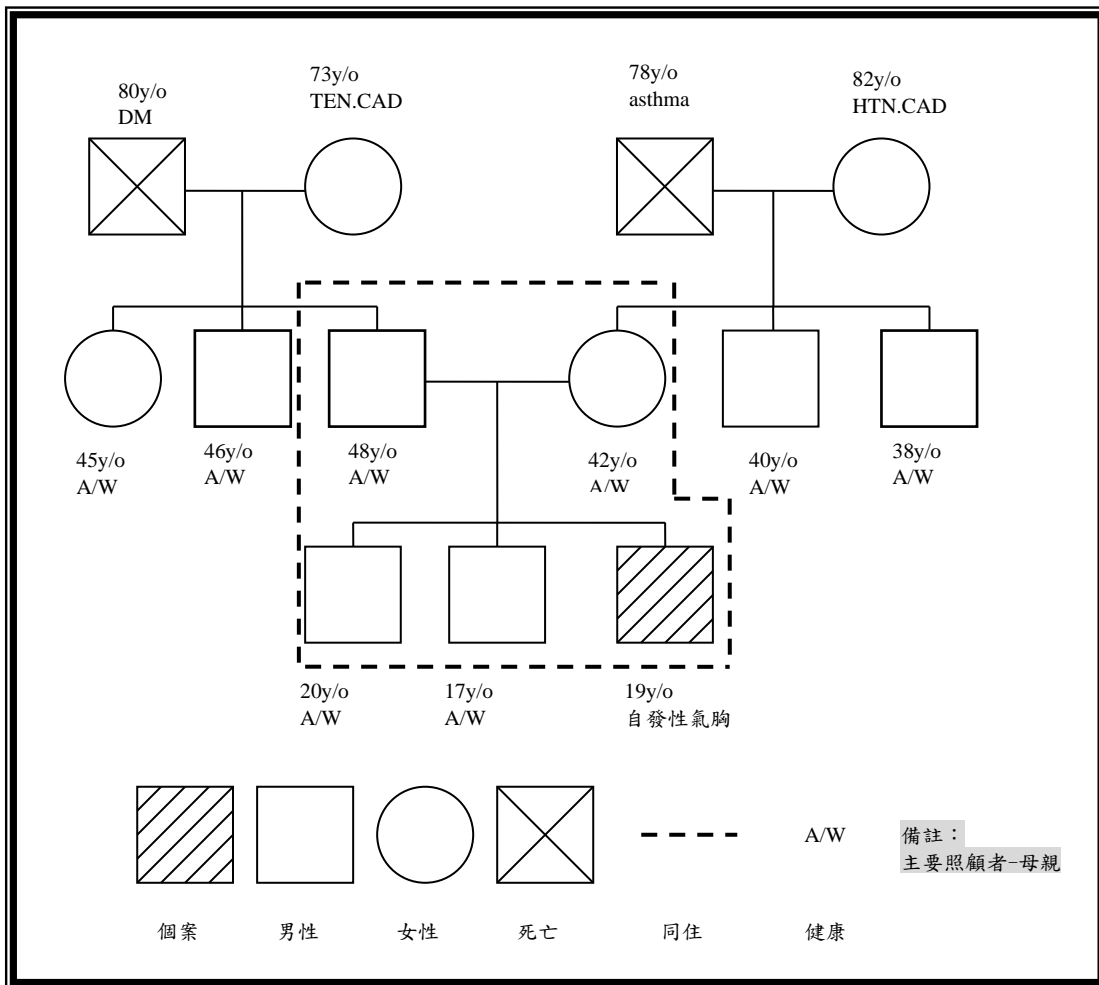 80y/o
DM
73y/o
TEN.CAD
78y/o
asthma
82y/o
HTN.CAD
45y/o
A/W
46y/o
A/W
48y/o
A/W
42y/o
A/W
40y/o
A/W
38y/o
A/W
20y/o
A/W
17y/o
A/W
19y/o
自發性氣胸
A/W
備註：
主要照顧者-母親
個案
男性
女性
死亡
同住
健康